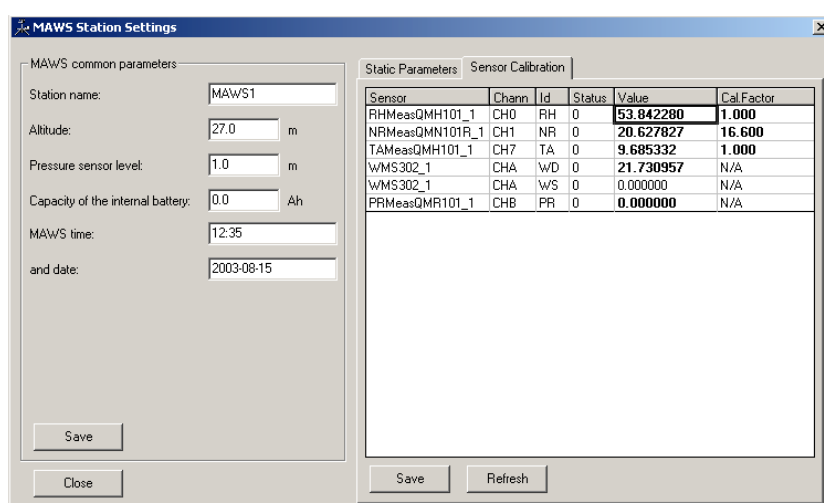 MAWS Station Settings
MAWS common parameters
Station name: MAWS1
Altitude: 27.0 m
Pressure sensor level: 1.0 m
Capacity of the internal battery: 0.0 Ah
MAWS time: 12:35
and date: 2003-08-15
Save
Close
Static Parameters Sensor Calibration
Sensor Chann Id Status Value Cal.Factor
RHMeasQMH101_1 CH0 RH 0 53.842280 1.000
NRMeasQMN101R_1 CH1 NR 0 20.627827 16.600
TAMeasQMH101_1 CH7 TA 0 9.685332 1.000
WMS302_1 CHA WD 0 21.730957 N/A
WMS302_1 CHA WS 0 0.000000 N/A
PRMeasQMR101_1 CHB PR 0 0.000000 N/A
Save Refresh